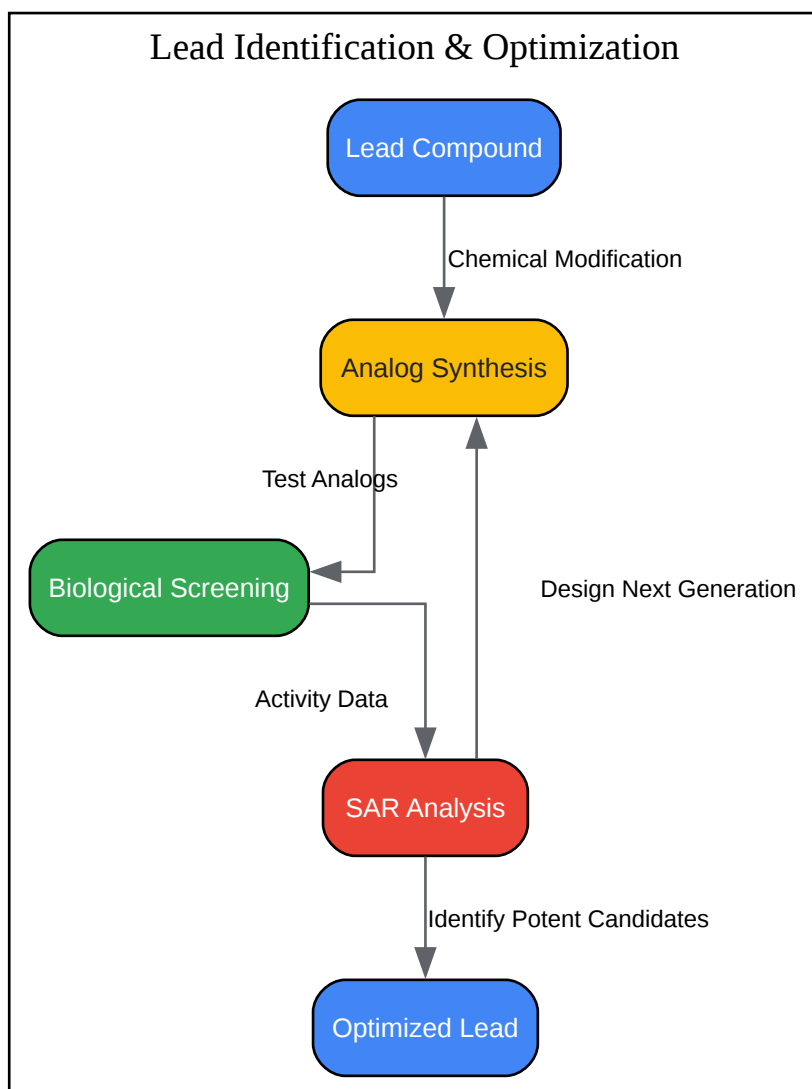 Lead Identification & Optimization
Lead Compound
Chemical Modification
Analog Synthesis
Test Analogs
Biological Screening
Design Next Generation
Activity Data
SAR Analysis
Identify Potent Candidates
Optimized Lead